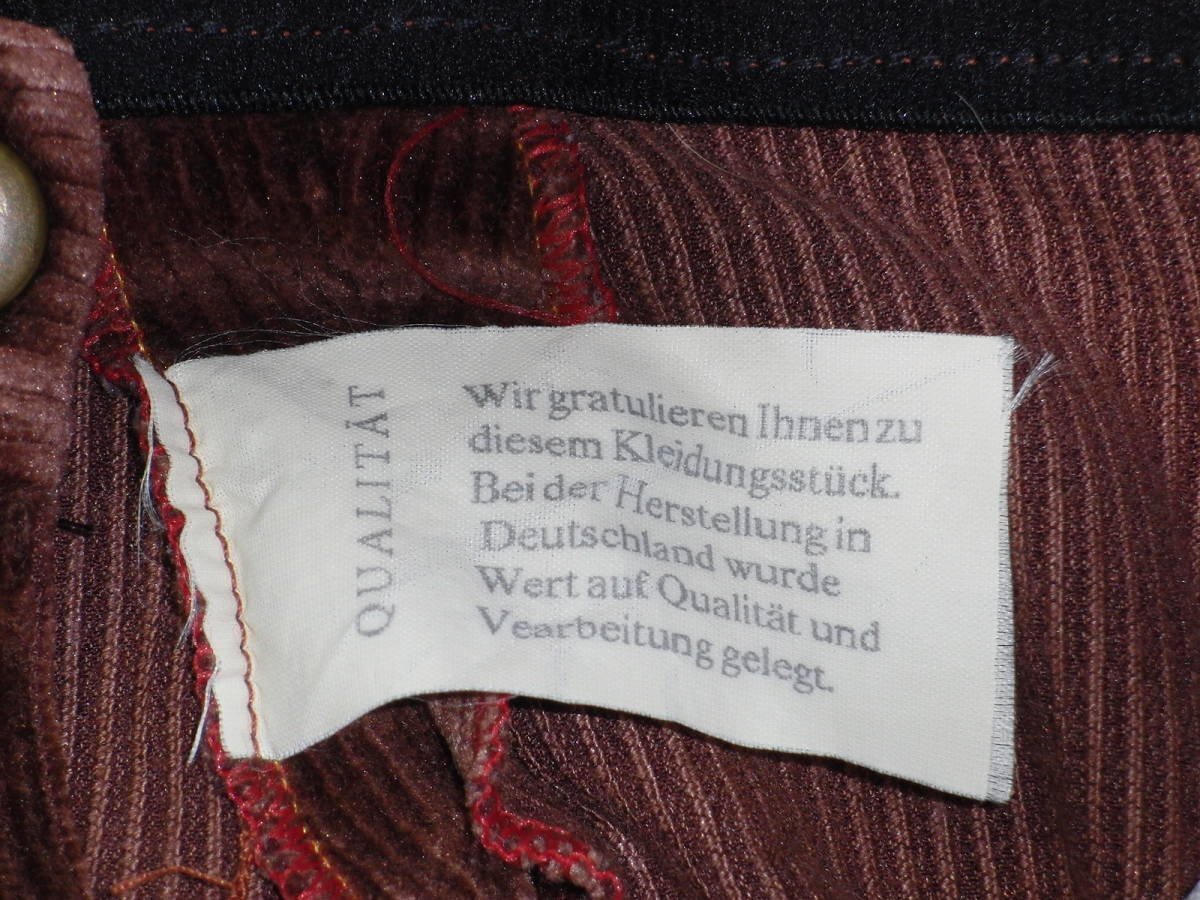 QUALITÄT
Wir gratulieren Ihnen zu
diesem Kleidungsstück.
Bei der Herstellung in
Deutschland wurde
Wert auf Qualität und
Vearbeitung gelegt.